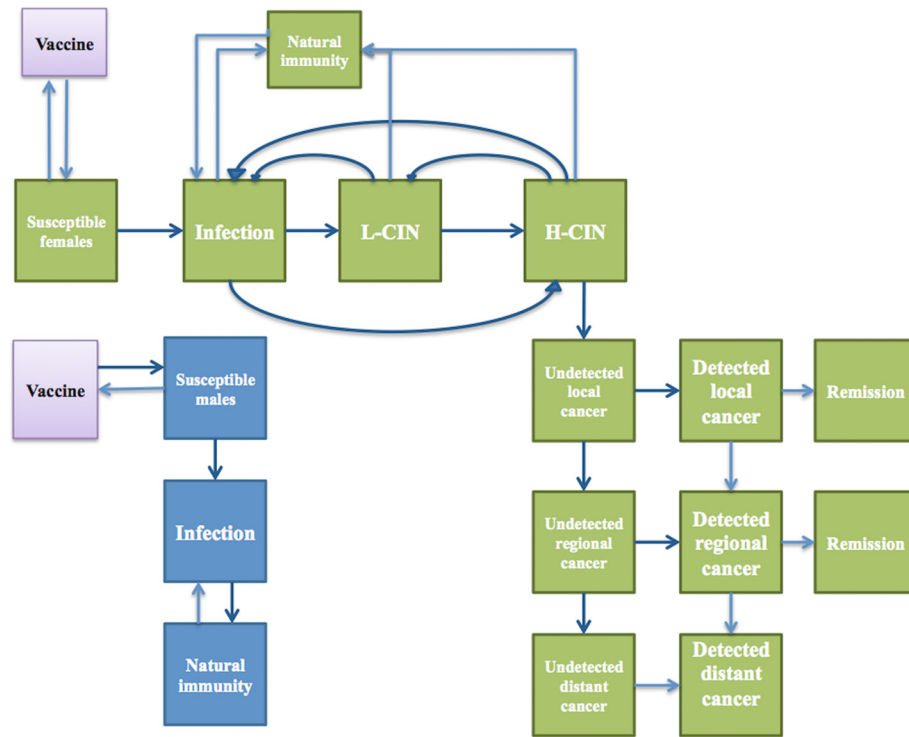 Vaccine
Natural
immunity
Susceptible
females
Infection
L-CIN
H-CIN
Vaccine
Susceptible
males
Infection
Natural
immunity
Undetected
local
cancer
Detected
local
cancer
Remission
Undetected
regional
cancer
Detected
regional
cancer
Remission
Undetected
distant
cancer
Detected
distant
cancer